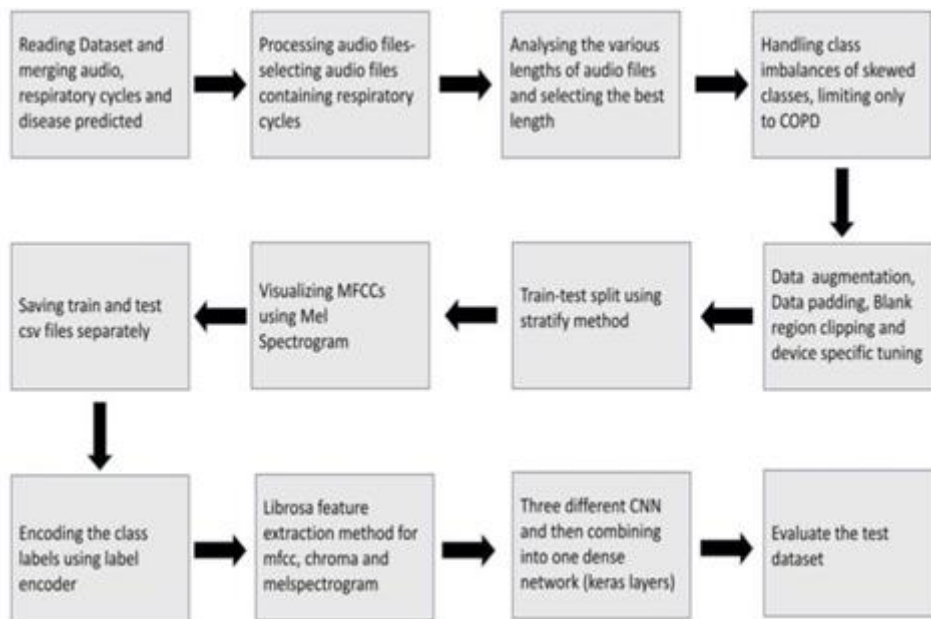 Reading Dataset and
merging audio,
respiratory cycles and
disease predicted
Processing audio files-
selecting audio files
containing respiratory
cycles
Analysing the various
lengths of audio files
and selecting the best
length
Handling class
imbalances of skewed
classes, limiting only
to COPD
Data augmentation,
Data padding, Blank
region clipping and
device specific tuning
Train-test split using
stratify method
Visualizing MFCCs
using Mel
Spectrogram
Saving train and test
csv files separately
Encoding the class
labels using label
encoder
Librosa feature
extraction method for
mfcc, chroma and
melspectrogram
Three different CNN
and then combining
into one dense
network (keras layers)
Evaluate the test
dataset